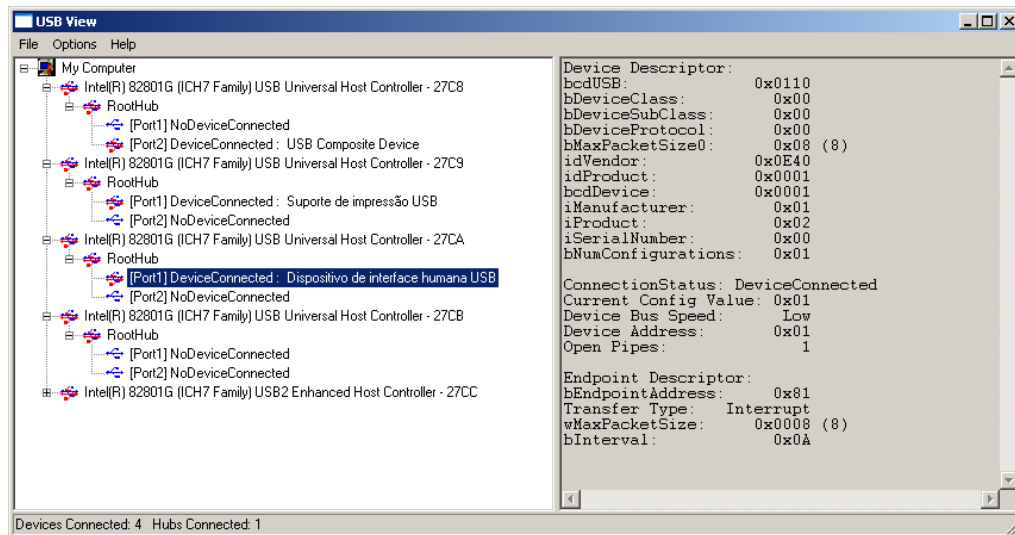 USB View
File Options Help
My Computer
Intel(R) 82801G (ICH7 Family) USB Universal Host Controller - 27C8
RootHub
[Port1] NoDeviceConnected
[Port2] DeviceConnected : USB Composite Device
Intel(R) 82801G (ICH7 Family) USB Universal Host Controller - 27C9
RootHub
[Port1] DeviceConnected : Suporte de impressão USB
[Port2] NoDeviceConnected
Intel(R) 82801G (ICH7 Family) USB Universal Host Controller - 27CA
RootHub
[Port1] DeviceConnected : Dispositivo de interface humana USB
[Port2] NoDeviceConnected
Intel(R) 82801G (ICH7 Family) USB Universal Host Controller - 27CB
RootHub
[Port1] NoDeviceConnected
[Port2] NoDeviceConnected
Intel(R) 82801G (ICH7 Family) USB2 Enhanced Host Controller - 27CC
Device Descriptor:
bcdUSB: 0x0110
bDeviceClass: 0x00
bDeviceSubClass: 0x00
bDeviceProtocol: 0x00
bMaxPacketSize0: 0x08 (8)
idVendor: 0x0E40
idProduct: 0x0001
bcdDevice: 0x0001
iManufacturer: 0x01
iProduct: 0x02
iSerialNumber: 0x00
bNumConfigurations: 0x01
ConnectionStatus: DeviceConnected
Current Config Value: 0x01
Device Bus Speed: Low
Device Address: 0x01
Open Pipes: 1
Endpoint Descriptor:
bEndpointAddress: 0x81
Transfer Type: Interrupt
wMaxPacketSize: 0x0008 (8)
bInterval: 0x0A
Devices Connected: 4 Hubs Connected: 1